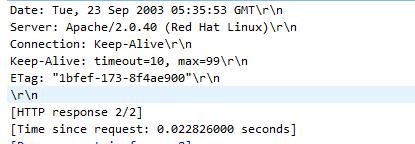 Date: Tue, 23 Sep 2003 05:35:53 GMT\r\n
Server: Apache/2.0.40 (Red Hat Linux)\r\n
Connection: Keep-Alive\r\n
Keep-Alive: timeout=10, max=99\r\n
ETag: "1bfef-173-8f4ae900"\r\n
\r\n
[HTTP response 2/2]
[Time since request: 0.022826000 seconds]